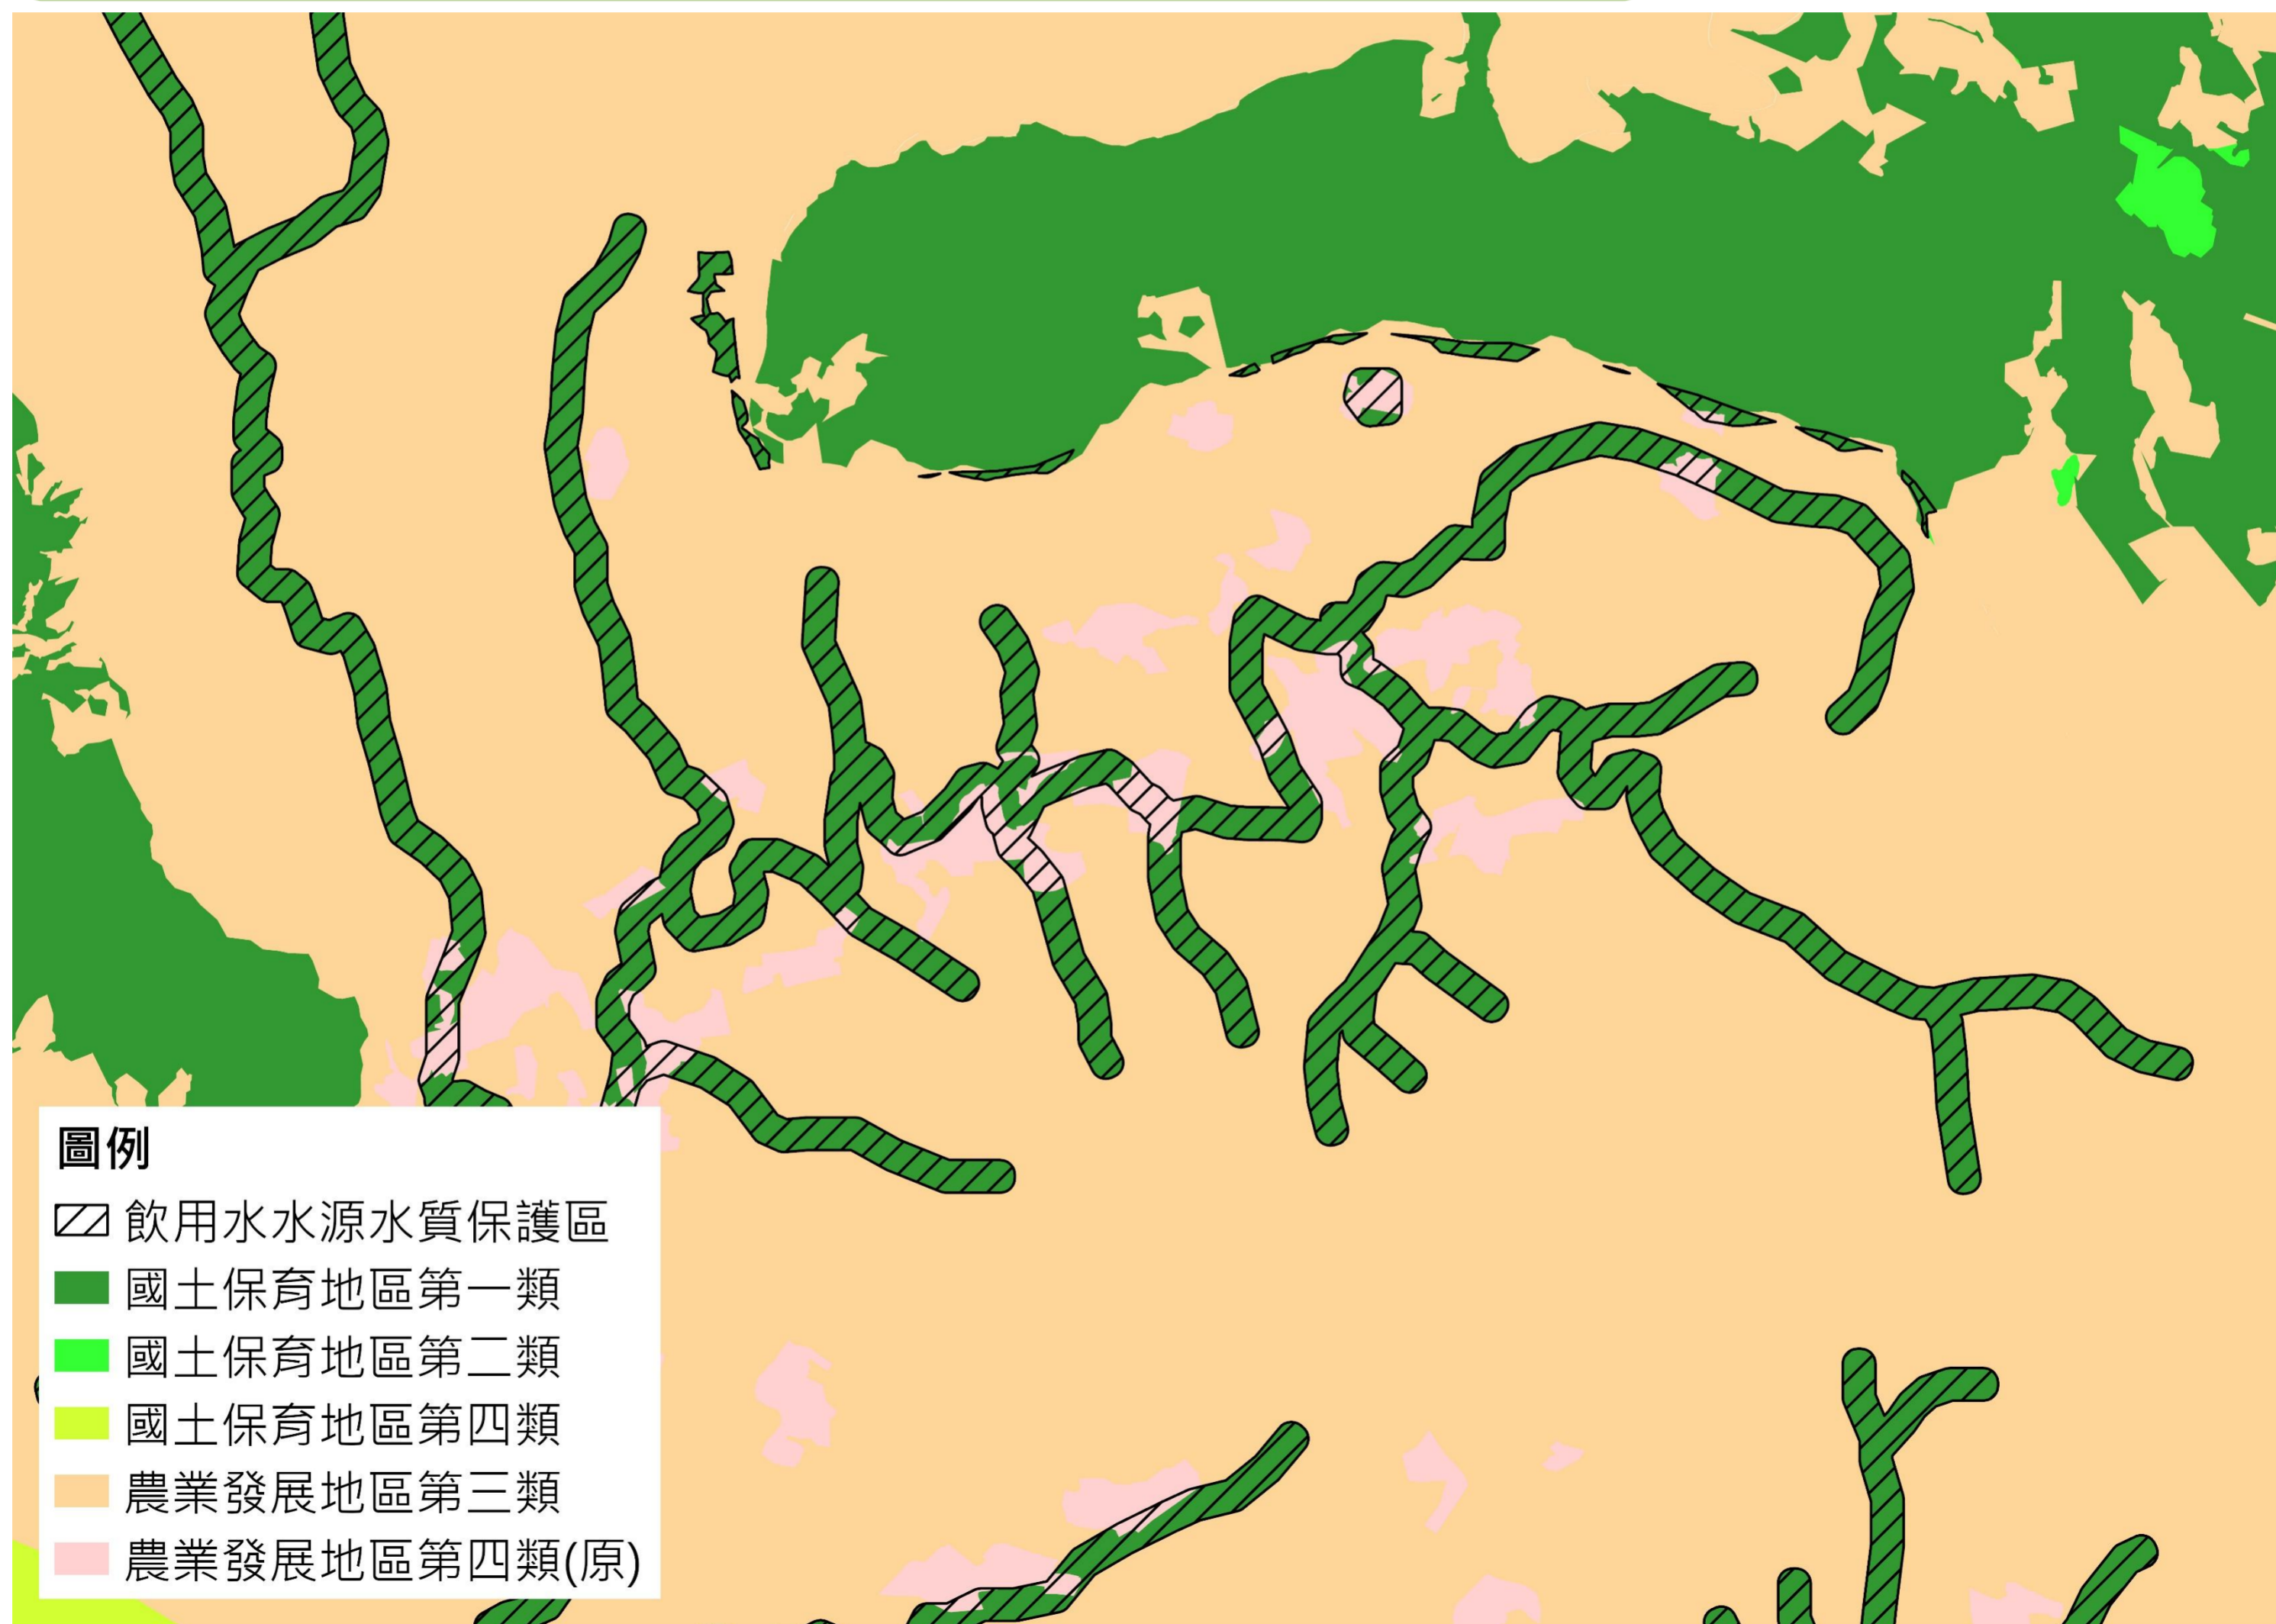 圖例
飲用水水源水質保護區
國土保育地區第一類
國土保育地區第二類
國土保育地區第四類
農業發展地區第三類
農業發展地區第四類(原)